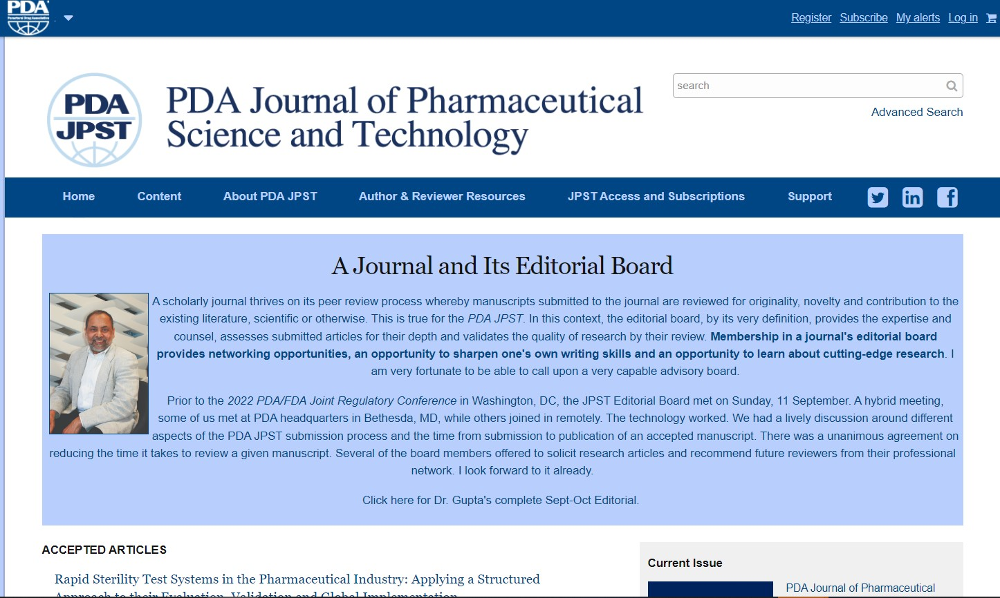 PDA
Parenteral Drug Association
Register Subscribe My alerts Log in
PDA
JPST
PDA Journal of Pharmaceutical
Science and Technology
search
Advanced Search
Home Content About PDA JPST Author & Reviewer Resources JPST Access and Subscriptions Support
A Journal and Its Editorial Board
A scholarly journal thrives on its peer review process whereby manuscripts submitted to the journal are reviewed for originality, novelty and contribution to the
existing literature, scientific or otherwise. This is true for the PDA JPST. In this context, the editorial board, by its very definition, provides the expertise and
counsel, assesses submitted articles for their depth and validates the quality of research by their review. Membership in a journal's editorial board
provides networking opportunities, an opportunity to sharpen one's own writing skills and an opportunity to learn about cutting-edge research. I
am very fortunate to be able to call upon a very capable advisory board.
Prior to the 2022 PDA/FDA Joint Regulatory Conference in Washington, DC, the JPST Editorial Board met on Sunday, 11 September. A hybrid meeting,
some of us met at PDA headquarters in Bethesda, MD, while others joined in remotely. The technology worked. We had a lively discussion around different
aspects of the PDA JPST submission process and the time from submission to publication of an accepted manuscript. There was a unanimous agreement on
reducing the time it takes to review a given manuscript. Several of the board members offered to solicit research articles and recommend future reviewers from their professional
network. I look forward to it already.
Click here for Dr. Gupta's complete Sept-Oct Editorial.
ACCEPTED ARTICLES
Rapid Sterility Test Systems in the Pharmaceutical Industry: Applying a Structured
Approach to their Evaluation, Validation and Global Implementation
Current Issue
PDA Journal of Pharmaceutical